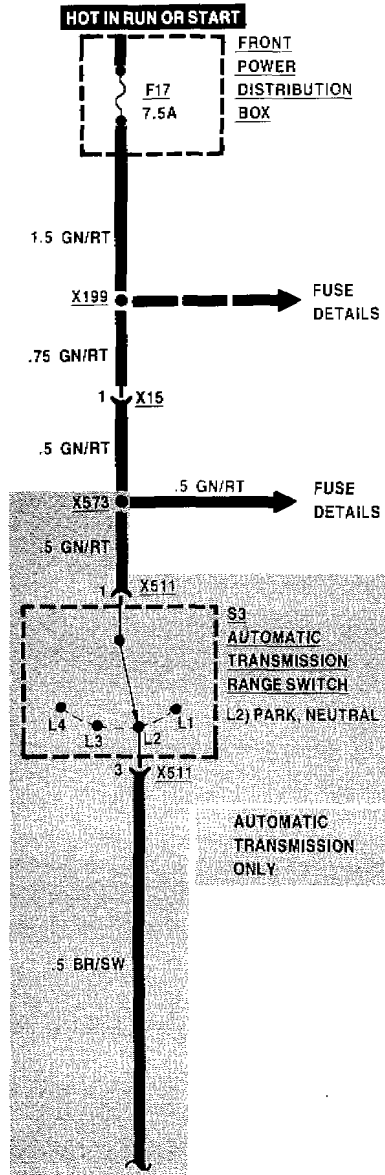 HOT IN RUN OR START
FRONT
POWER
DISTRIBUTION
BOX
F17
7.5A
1.5 GN/RT
X199
FUSE
DETAILS
.75 GN/RT
1 X15
.5 GN/RT
.5 GN/RT
X573
FUSE
DETAILS
.5 GN/RT
1 X511
S3
AUTOMATIC
TRANSMISSION
RANGE SWITCH
L2) PARK, NEUTRAL
L4 L3 L2 L1
3 X511
AUTOMATIC
TRANSMISSION
ONLY
.5 BR/SW